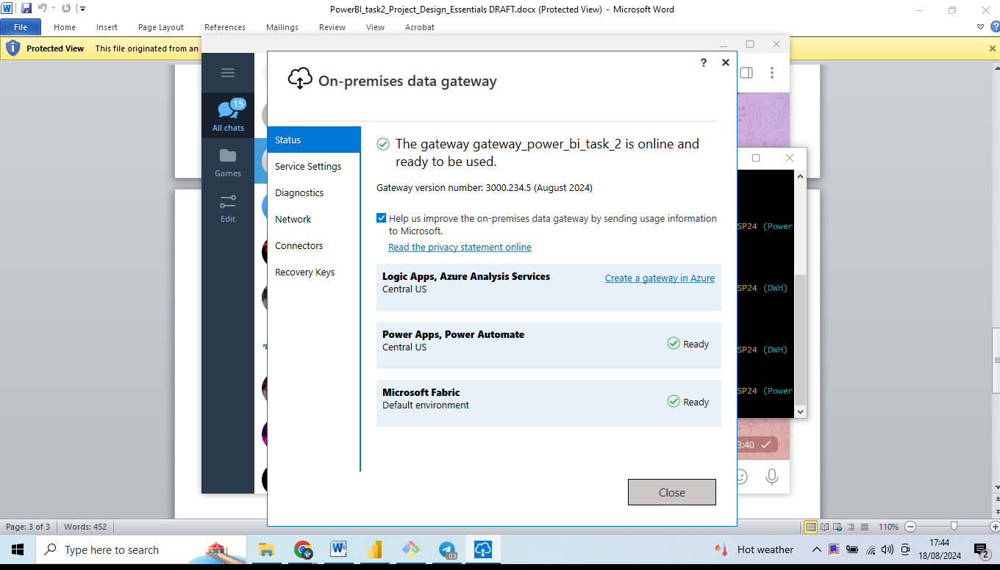 PowerBI_task2_Project_Design_Essentials DRAFT.docx (Protected View) - Microsoft Word
File Home Insert Page Layout References Mailings Review View Acrobat
Protected View This file originated from an
On-premises data gateway
? ×
15
All chats
Games
Edit
Status
Service Settings
Diagnostics
Network
Connectors
Recovery Keys
The gateway gateway_power_bi_task_2 is online and
ready to be used.
Gateway version number: 3000.234.5 (August 2024)
Help us improve the on-premises data gateway by sending usage information
to Microsoft.
Read the privacy statement online
Logic Apps, Azure Analysis Services
Create a gateway in Azure
Central US
Power Apps, Power Automate
Central US
Ready
Microsoft Fabric
Default environment
Ready
Close
SP24 (Power
SP24 (DWH)
SP24 (DWH)
SP24 (Power
3:40
Page: 3 of 3 Words: 452
110%
Type here to search
.03
Hot weather
17:44
18/08/2024
2